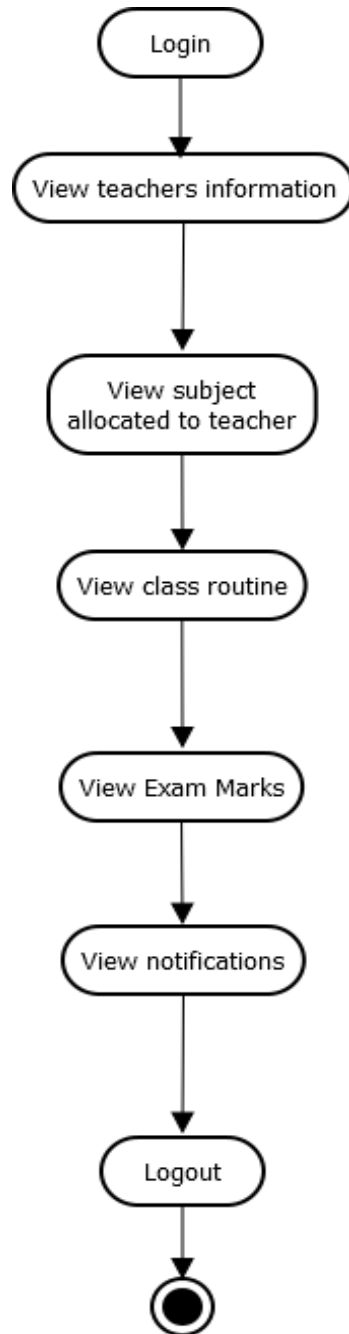 Login
View teachers information
View subject
allocated to teacher
View class routine
View Exam Marks
View notifications
Logout